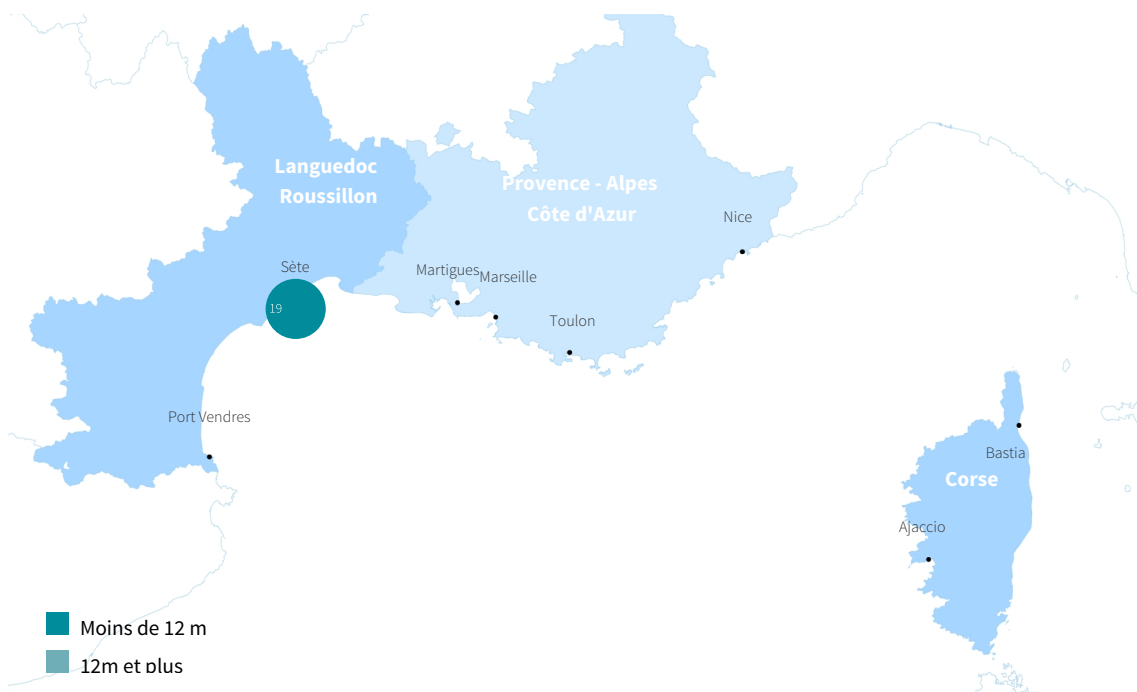 Languedoc
Roussillon
Provence - Alpes
Côte d'Azur
Nice
Sète
Martigues
Marseille
19
Toulon
Port Vendres
Bastia
Corse
Ajaccio
Moins de 12 m
12m et plus